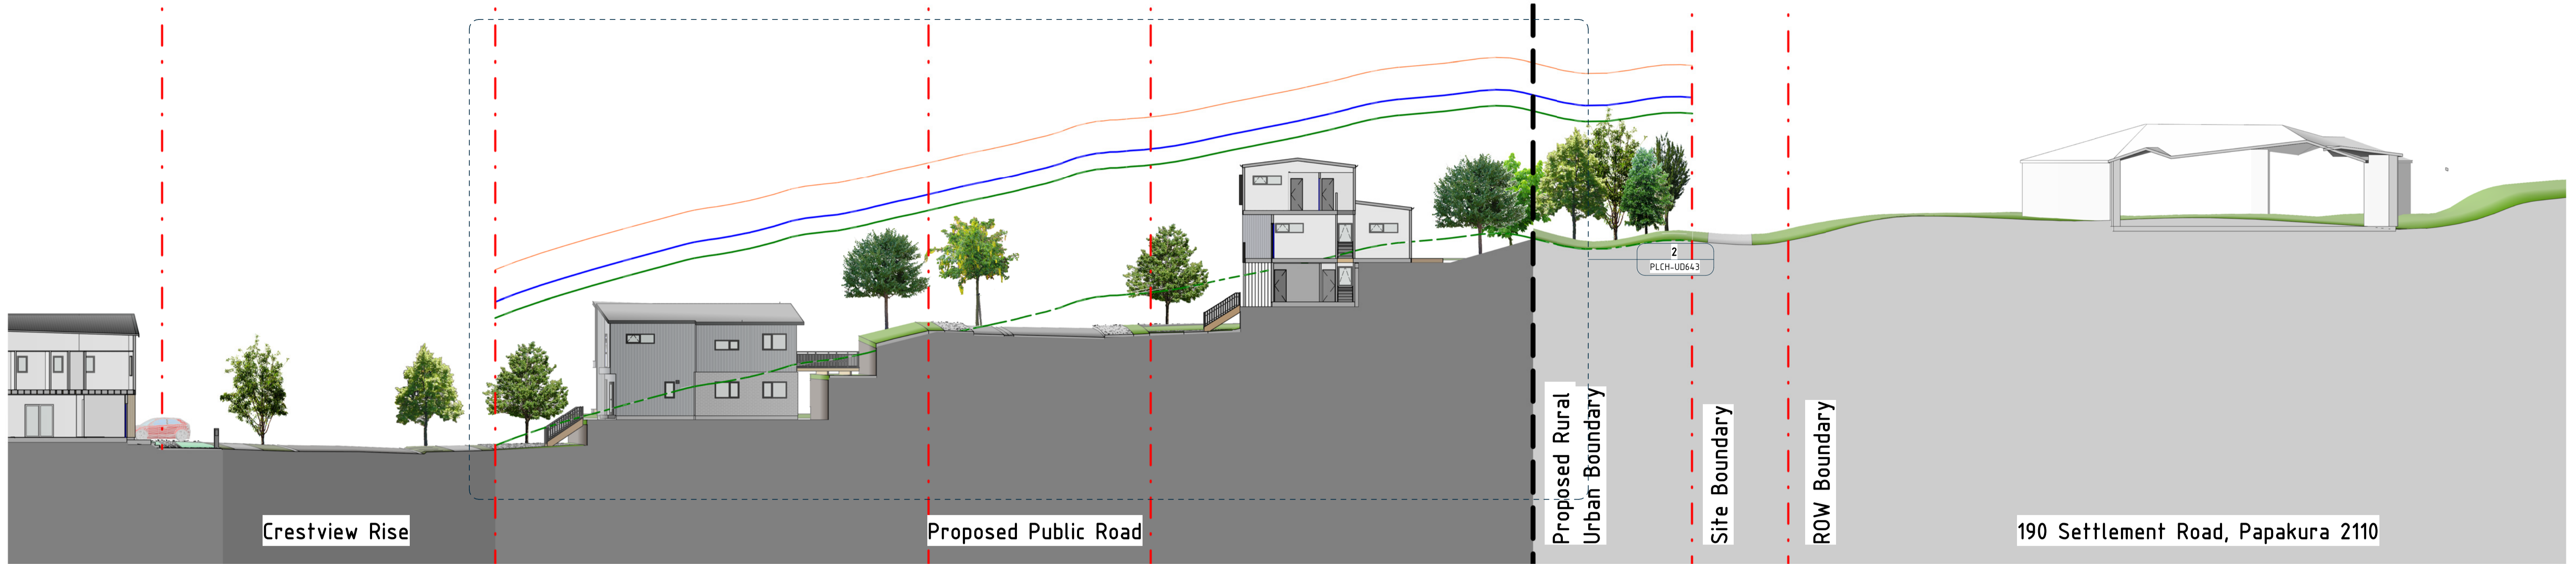 Crestview Rise
Proposed Public Road
Proposed Rural
Urban Boundary
2
PLCH-UD643
Site Boundary
ROW Boundary
190 Settlement Road, Papakura 2110